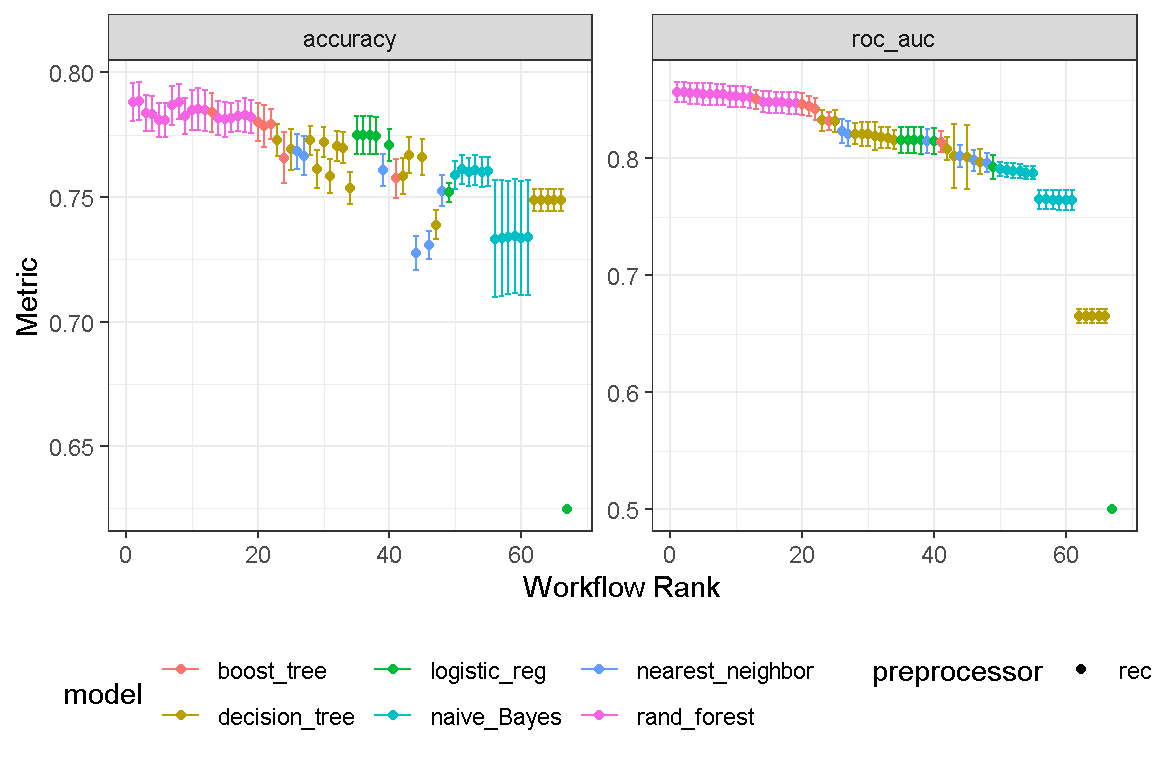 accuracy
roc_auc
0.80
0.75
0.70
0.65
0.8
0.7
0.6
0.5
Metric
0 20 40 60
0 20 40 60
Workflow Rank
model
boost_tree
logistic_reg
nearest_neighbor
decision_tree
naive_Bayes
rand_forest
preprocessor
rec